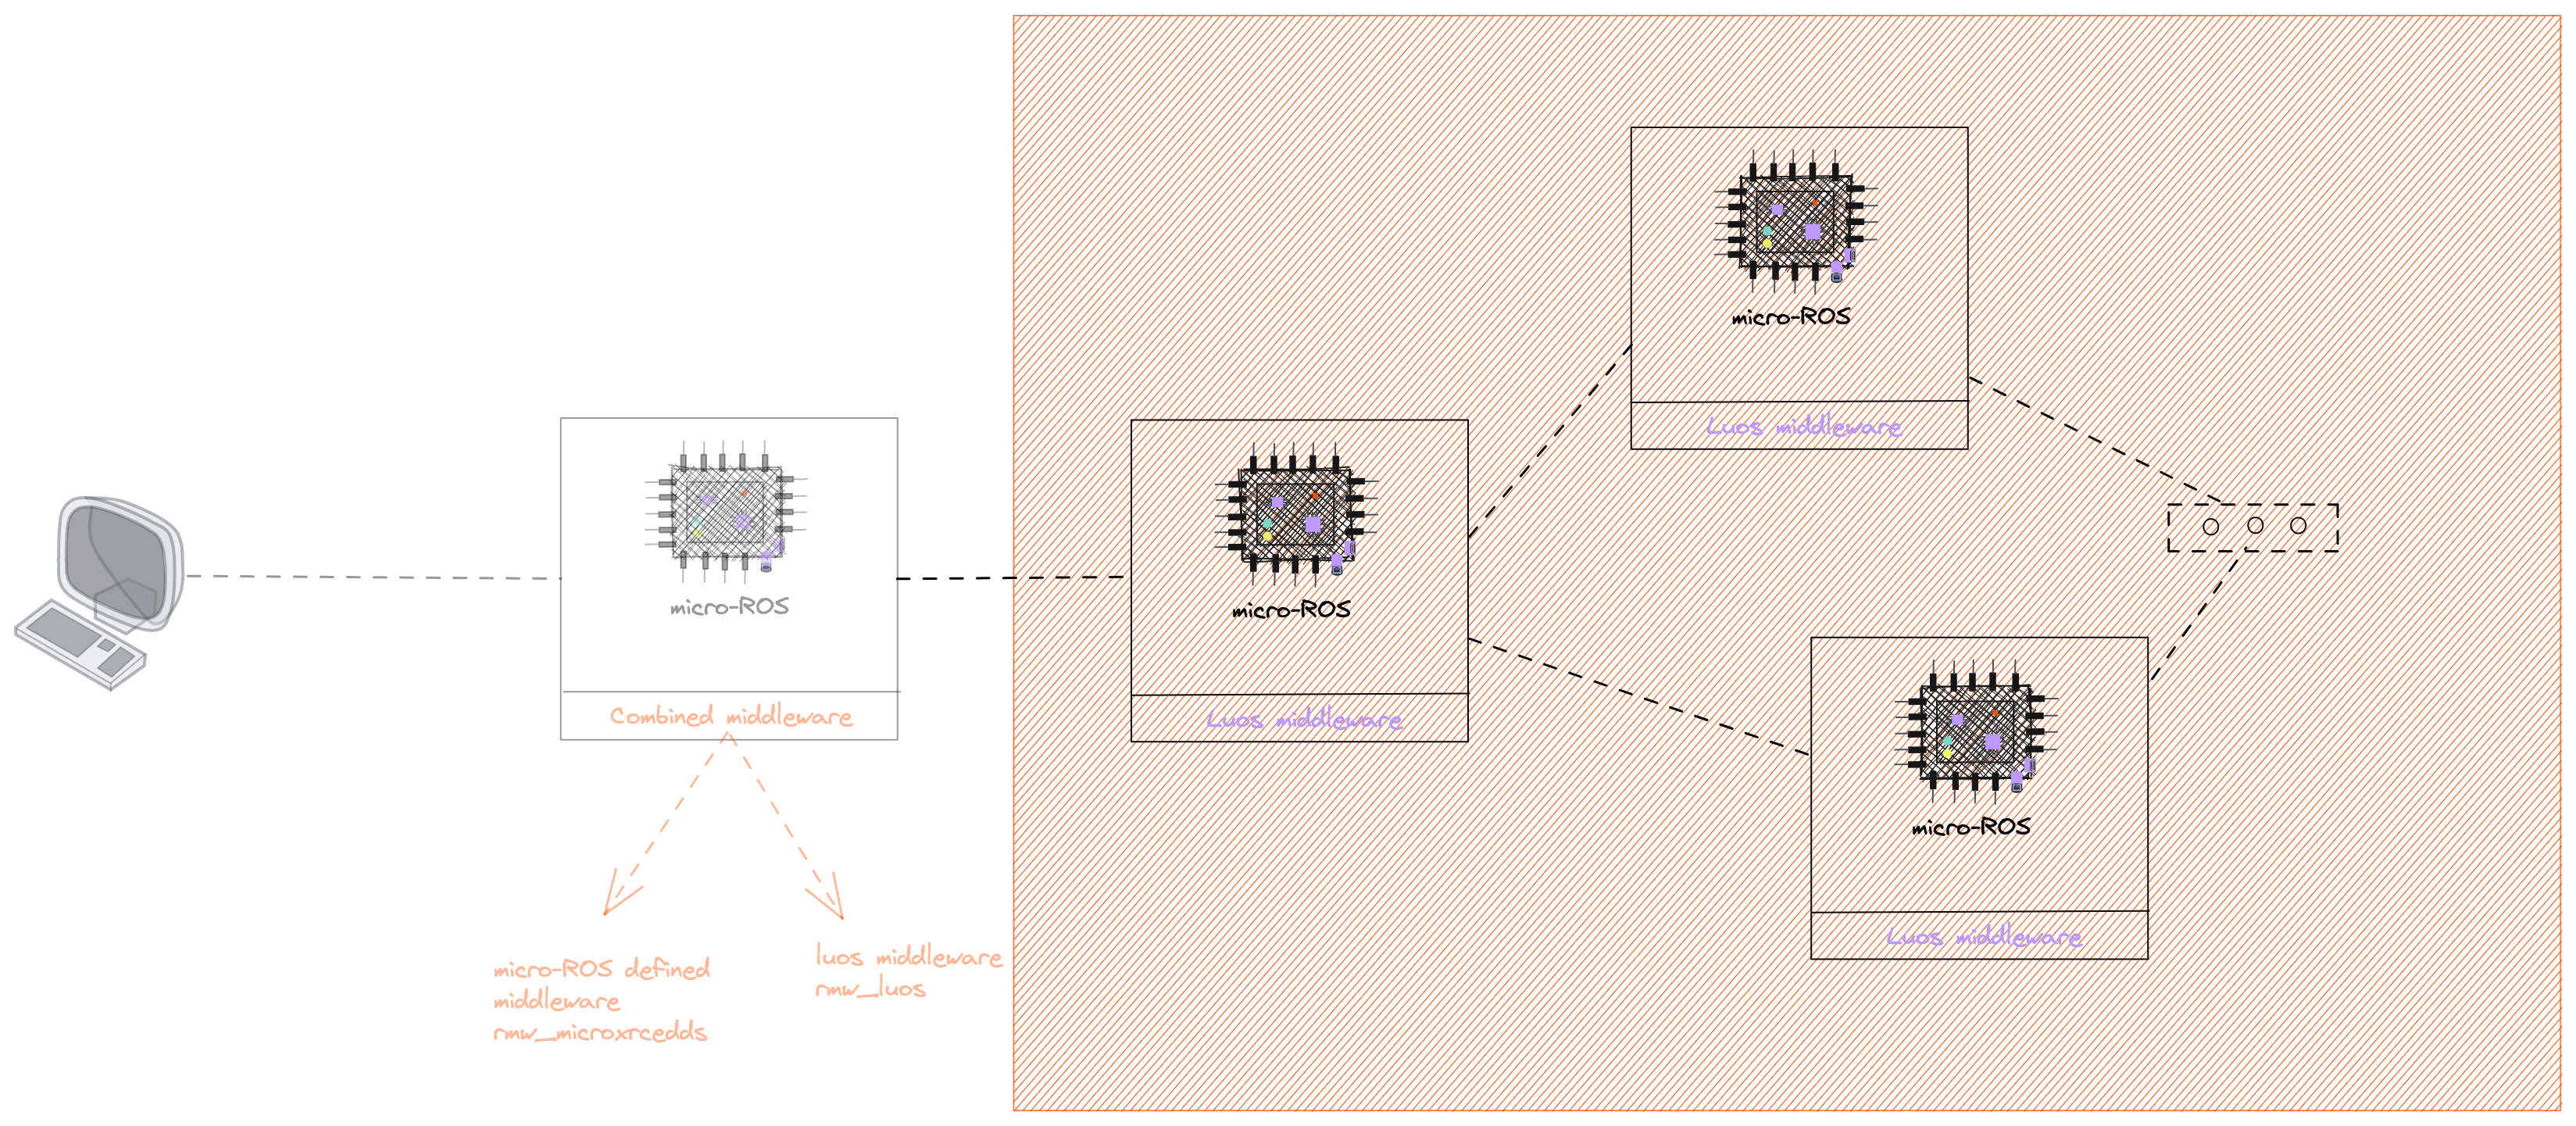 micro-ROS
Combined middleware
micro-ROS defined
middleware
rmw_microxrcedds
luos middleware
rmw_luos
micro-ROS
Luos middleware
micro-ROS
Luos middleware
micro-ROS
Luos middleware